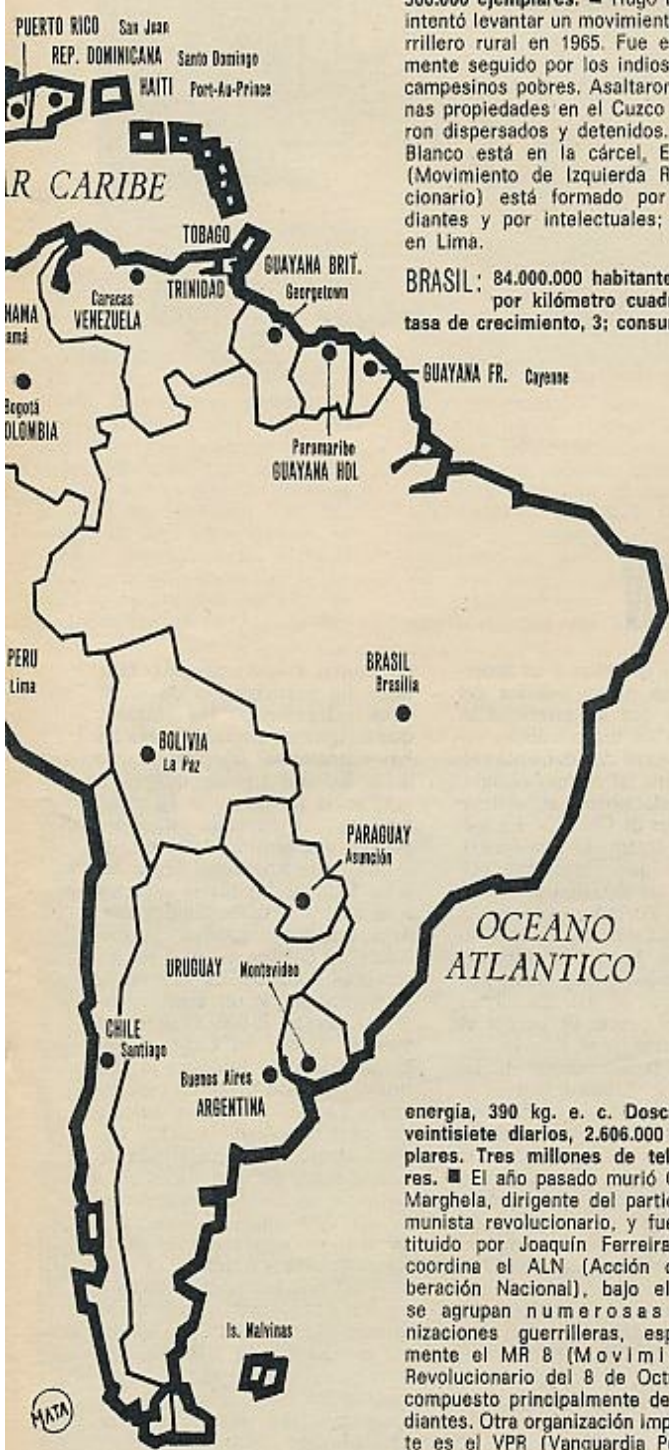 PUERTO RICO San Juan
REP. DOMINICANA Santo Domingo
HAITI Port-Au-Prince
AR CARIBE
TOBAGO
TRINIDAD
GUAYANA BRIT.
Georgetown
Caracas
VENEZUELA
NAMA
amá
Bogotá
OLOMBIA
GUAYANA FR. Cayenne
Paramaribo
GUAYANA HOL
PERU
Lima
BRASIL
Brasilia
BOLIVIA
La Paz
PARAGUAY
Asunción
OCEANO
ATLANTICO
URUGUAY Montevideo
CHILE
Santiago
Buenos Aires
ARGENTINA
Is. Malvinas
MATA
intentó levantar un movimient
rrillero rural en 1965. Fue e
mente seguido por los indios
campesinos pobres. Asaltaron
nas propiedades en el Cuzco
ron dispersados y detenidos.
Blanco está en la cárcel, E
(Movimiento de Izquierda R
cionario) está formado por
diantes y por intelectuales;
en Lima.
BRASIL: 84.000.000 habitante
por kilómetro cuad
tasa de crecimiento, 3; consu
energía, 390 kg. e. c. Dosc
veintisiete diarios, 2.606.000
plares. Tres millones de tel
res. ■ El año pasado murió
Marghela, dirigente del parti
munista revolucionario, y fue
tituido por Joaquín Ferreira
coordina el ALN (Acción
beración Nacional), bajo el
se agrupan numerosas
nizaciones guerrilleras, esp
mente el MR 8 (Movimi
Revolucionario del 8 de Oct
compuesto principalmente de
diantes. Otra organización imp
te es el VPR (Vanguardia P